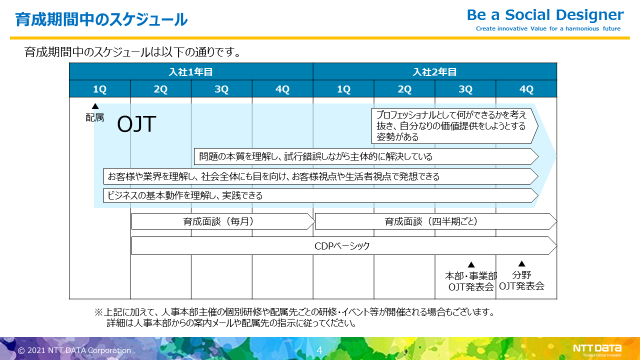 育成期間中のスケジュール
Be a Social Designer
Create innovative Value for a harmonious future
育成期間中のスケジュールは以下の通りです。
入社1年目 入社2年目
1Q 2Q 3Q 4Q 1Q 2Q 3Q 4Q
▲
配属
OJT
プロフェッショナルとして何ができるかを考え
抜き、自分なりの価値提供をしようとする
姿勢がある
問題の本質を理解し、試行錯誤しながら主体的に解決している
お客様や業界を理解し、社会全体にも目を向け、お客様視点や生活者視点で発想できる
ビジネスの基本動作を理解し、実践できる
育成面談（毎月） 育成面談（四半期ごと）
CDPベーシック
▲ ▲
本部・事業部 分野
OJT発表会 OJT発表会
※上記に加えて、人事本部主催の個別研修や配属先ごとの研修・イベント等が開催される場合もございます。
詳細は人事本部からの案内メールや配属先の指示に従ってください。
© 2021 NTT DATA Corporation
4
NTT DATA